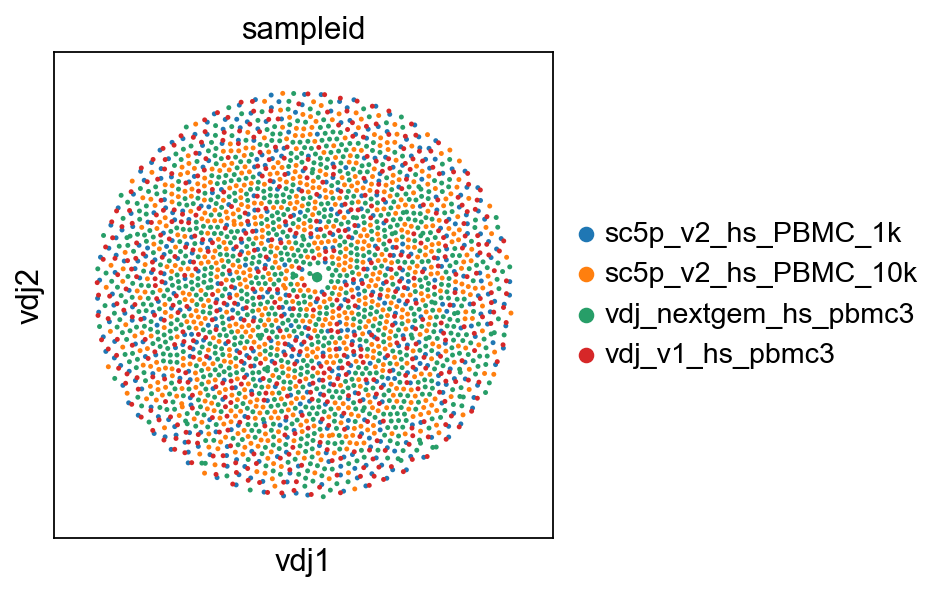 sampleid
vdj2
sc5p_v2_hs_PBMC_1k
sc5p_v2_hs_PBMC_10k
vdj_nextgem_hs_pbmc3
vdj_v1_hs_pbmc3
vdj1